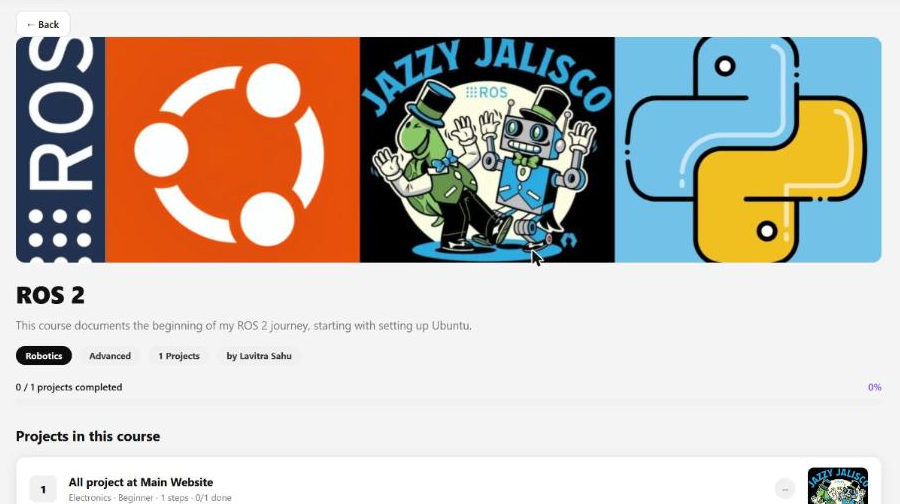 ← Back
ROS
JAZZY JALISCO
ROS
ROS 2
This course documents the beginning of my ROS 2 journey, starting with setting up Ubuntu.
Robotics Advanced 1 Projects by Lavitra Sahu
0 / 1 projects completed 0%
Projects in this course
1 All project at Main Website
Electronics · Beginner · 1 steps · 0/1 done
JAZZY JALISCO